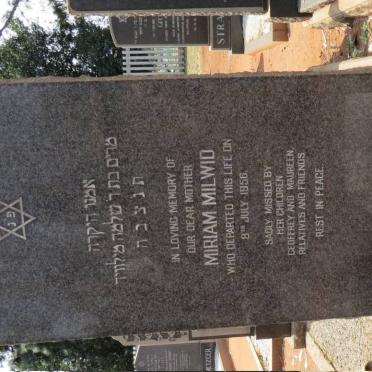 פ נ
אמנו היקרה
מרים בת ר' שלמה מילוויד
ת נ צ ב ה
IN LOVING MEMORY OF
OUR DEAR MOTHER
MIRIAM MILWID
WHO DEPARTED THIS LIFE ON
8TH JULY 1956.
SADLY MISSED BY
HER CHILDREN
GEOFFREY AND MAUREEN,
RELATIVES AND FRIENDS
REST IN PEACE